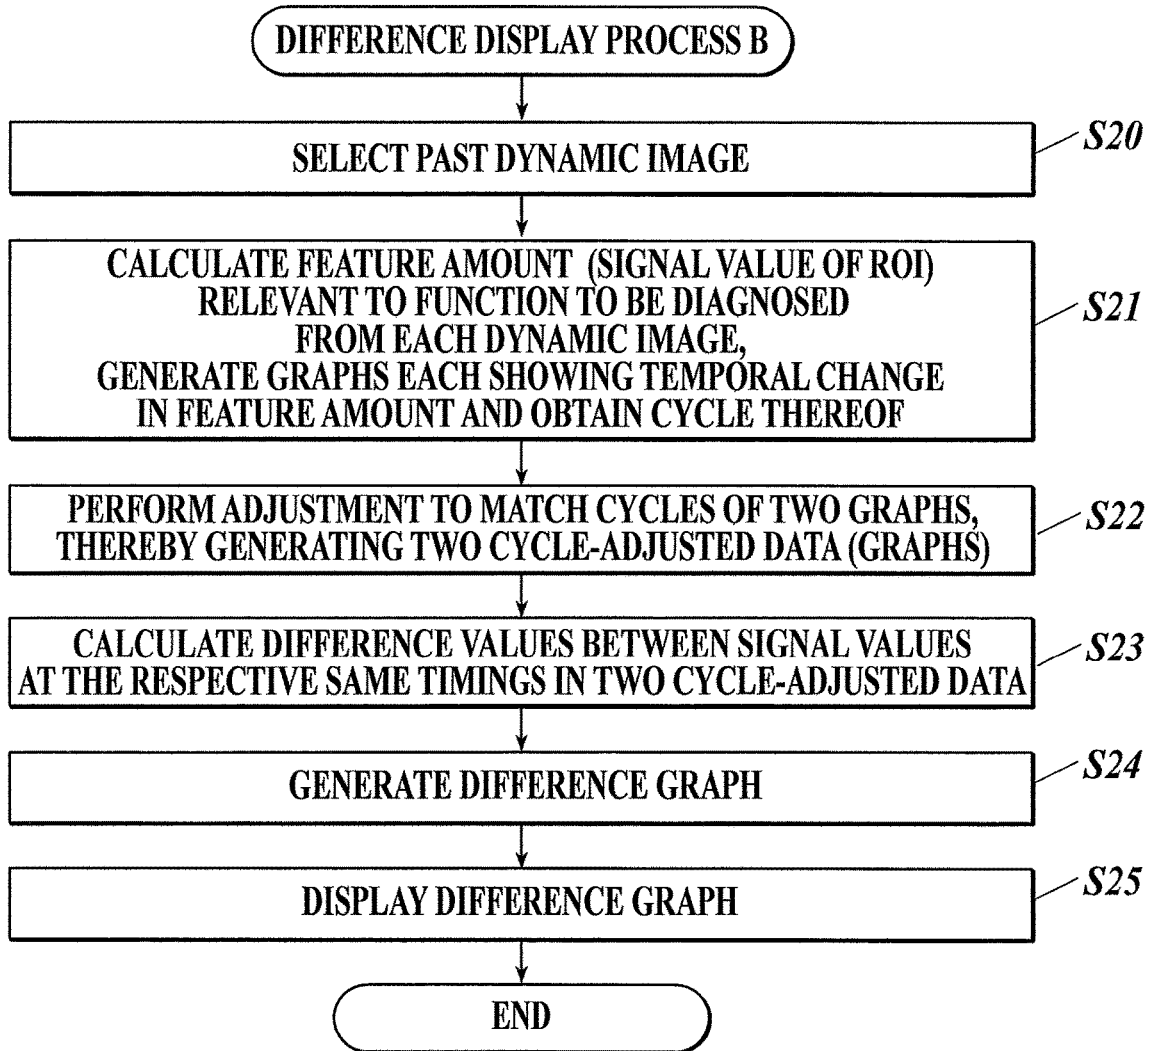 DIFFERENCE DISPLAY PROCESS B
SELECT PAST DYNAMIC IMAGE
S20
CALCULATE FEATURE AMOUNT (SIGNAL VALUE OF ROI)
RELEVANT TO FUNCTION TO BE DIAGNOSED
FROM EACH DYNAMIC IMAGE,
GENERATE GRAPHS EACH SHOWING TEMPORAL CHANGE
IN FEATURE AMOUNT AND OBTAIN CYCLE THEREOF
S21
PERFORM ADJUSTMENT TO MATCH CYCLES OF TWO GRAPHS,
THEREBY GENERATING TWO CYCLE-ADJUSTED DATA (GRAPHS)
S22
CALCULATE DIFFERENCE VALUES BETWEEN SIGNAL VALUES
AT THE RESPECTIVE SAME TIMINGS IN TWO CYCLE-ADJUSTED DATA
S23
GENERATE DIFFERENCE GRAPH
S24
DISPLAY DIFFERENCE GRAPH
S25
END